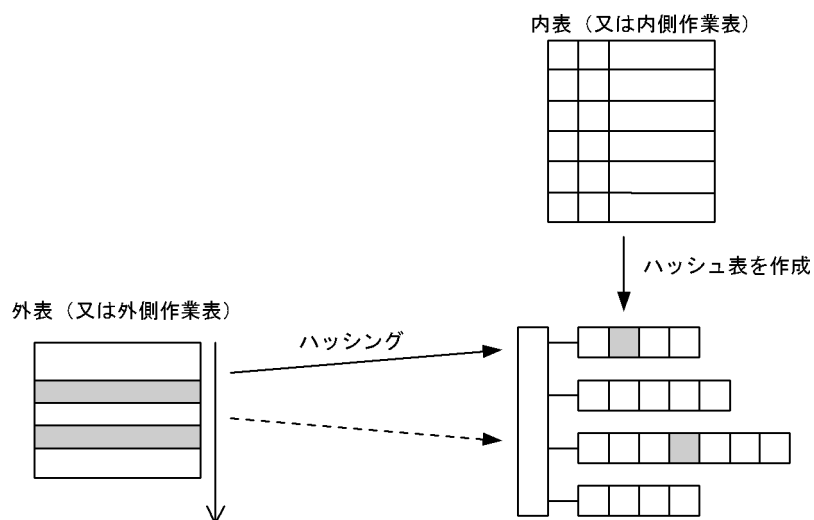 内表（又は内側作業表）
ハッシュ表を作成
外表（又は外側作業表）
ハッシング